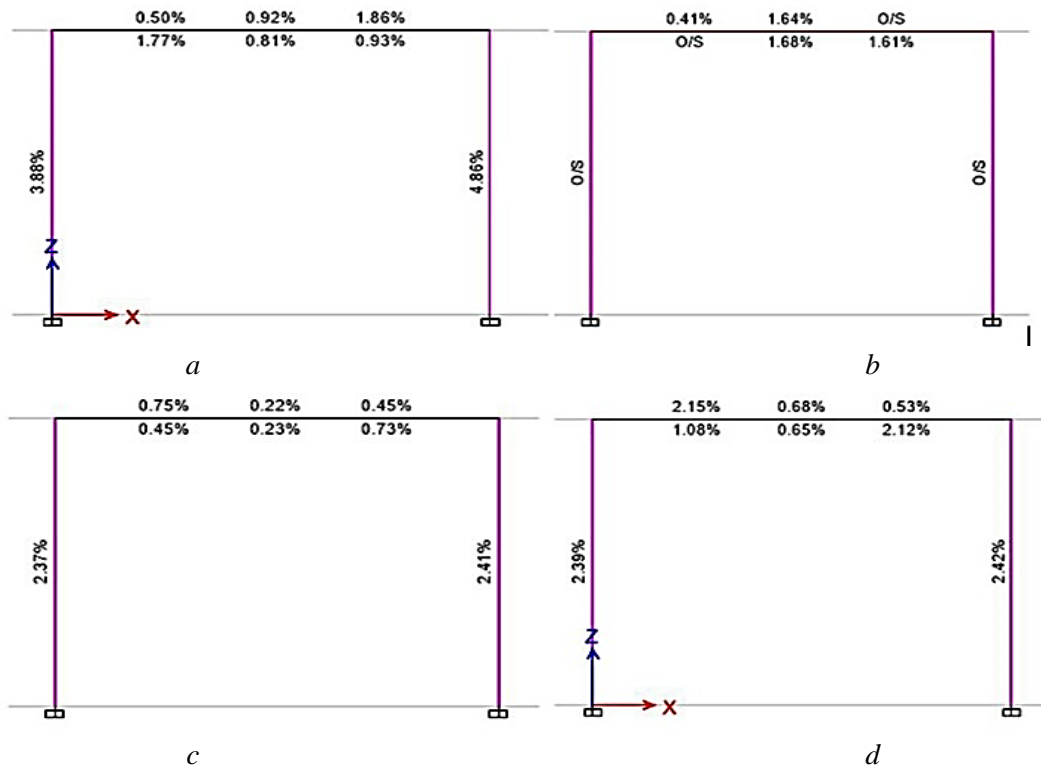 0.50% 0.92% 1.86%
1.77% 0.81% 0.93%
3.88%
4.86%
Z
X
a
0.41% 1.64% O/S
O/S 1.68% 1.61%
O/S
O/S
b
0.75% 0.22% 0.45%
0.45% 0.23% 0.73%
2.37%
2.41%
c
2.15% 0.68% 0.53%
1.08% 0.65% 2.12%
2.39%
2.42%
Z
X
d